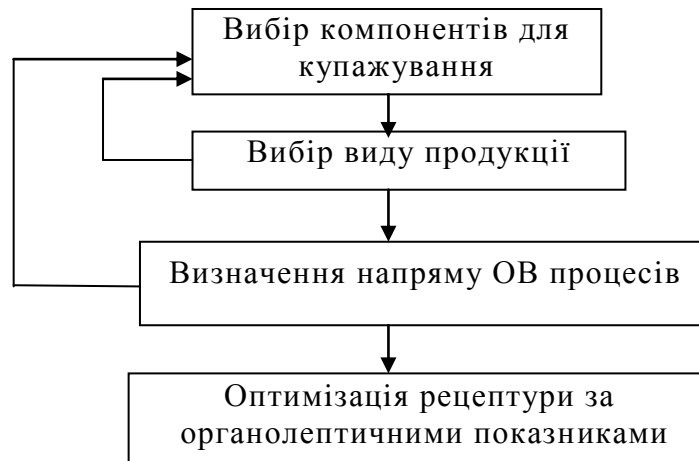 Вибір компонентів для
купажування
Вибір виду продукції
Визначення напряму ОВ процесів
Оптимізація рецептури за
органолептичними показниками